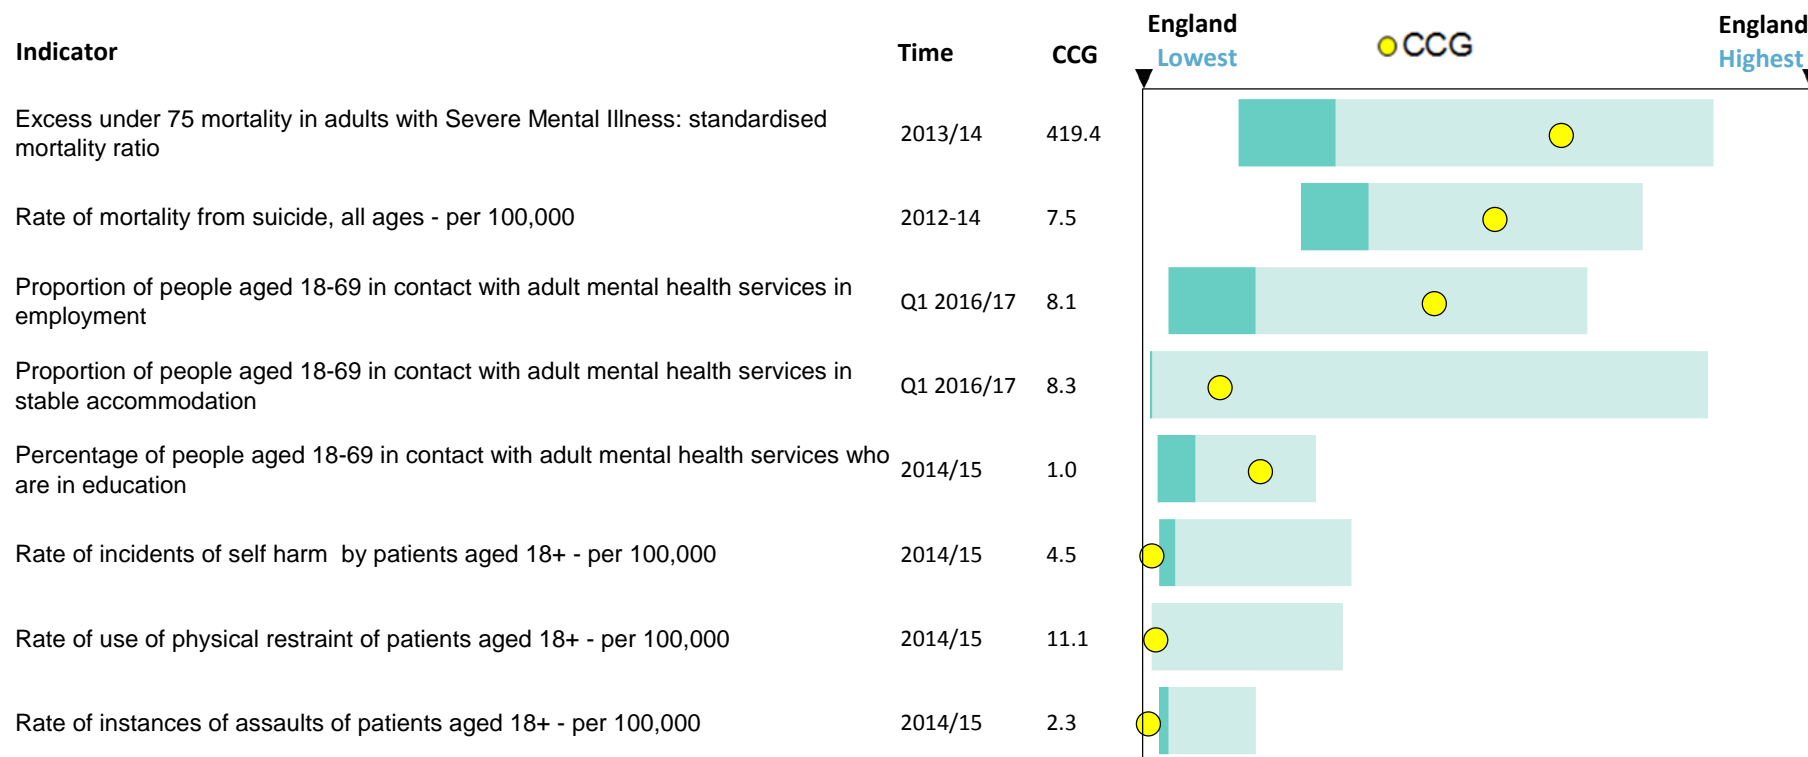 Indicator Time CCG England Lowest CCG England Highest
Excess under 75 mortality in adults with Severe Mental Illness: standardised
mortality ratio
2013/14 419.4
Rate of mortality from suicide, all ages - per 100,000 2012-14 7.5
Proportion of people aged 18-69 in contact with adult mental health services in
employment
Q1 2016/17 8.1
Proportion of people aged 18-69 in contact with adult mental health services in
stable accommodation
Q1 2016/17 8.3
Percentage of people aged 18-69 in contact with adult mental health services who
are in education
2014/15 1.0
Rate of incidents of self harm  by patients aged 18+ - per 100,000 2014/15 4.5
Rate of use of physical restraint of patients aged 18+ - per 100,000 2014/15 11.1
Rate of instances of assaults of patients aged 18+ - per 100,000 2014/15 2.3